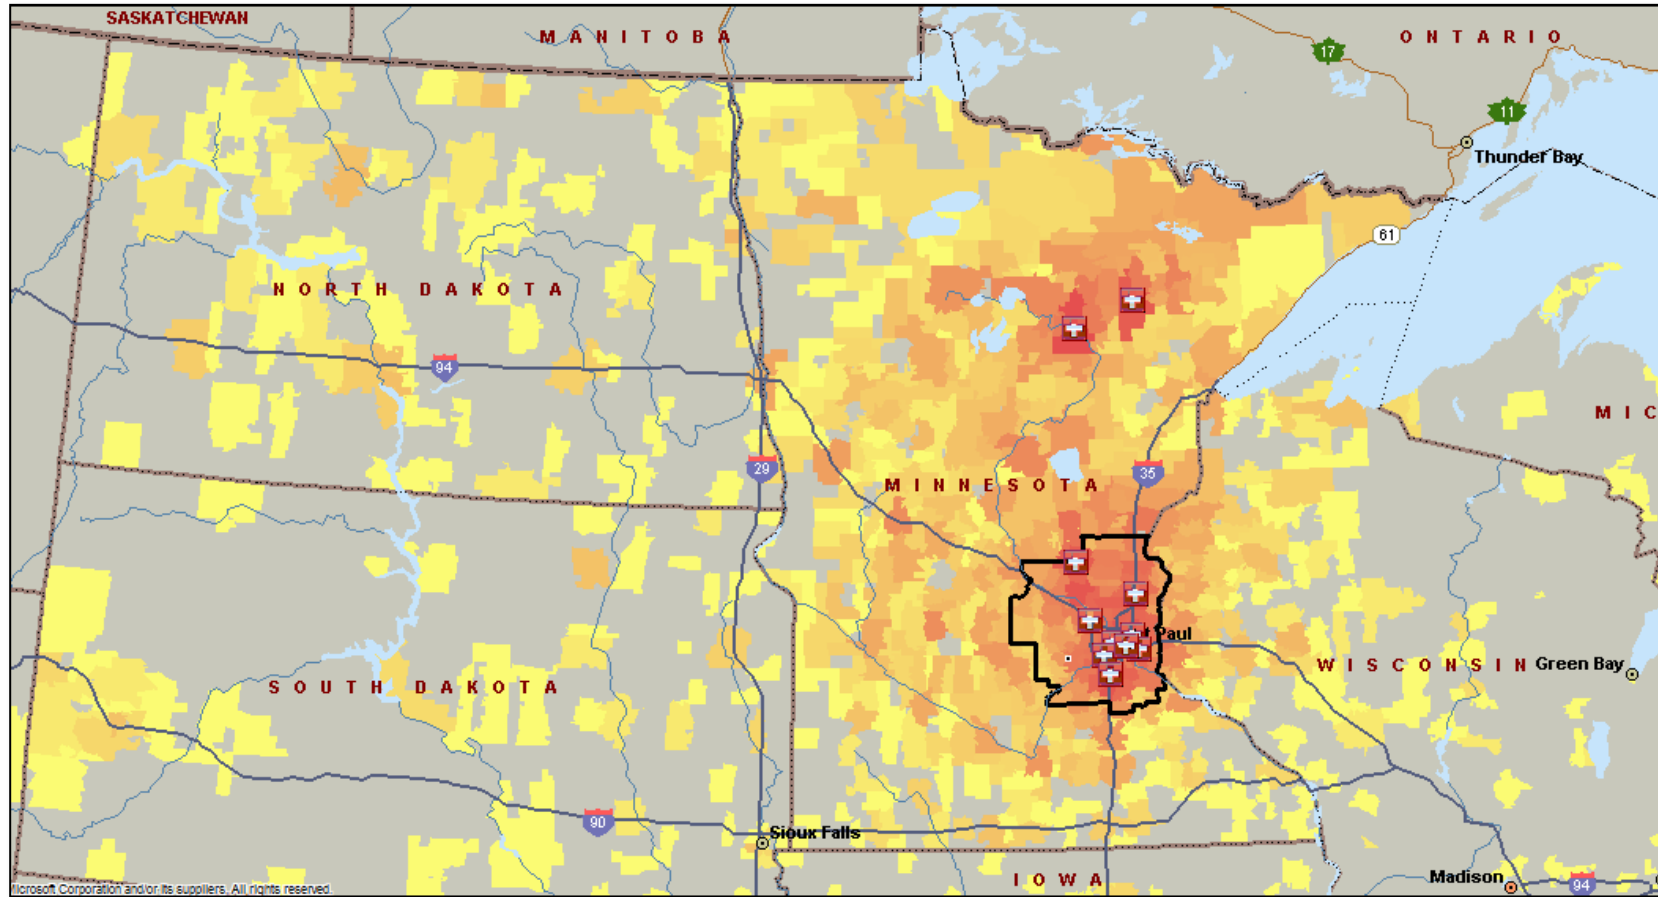 SASKATCHEWAN
MANITOBA
ONTARIO
17
11
Thunder Bay
61
NORTH DAKOTA
94
MIC
29
35
MINNESOTA
Paul
WISCONSIN
Green Bay
SOUTH DAKOTA
90
Sioux Falls
IOWA
Madison
94
icrosoft Corporation and/or its suppliers. All rights reserved.